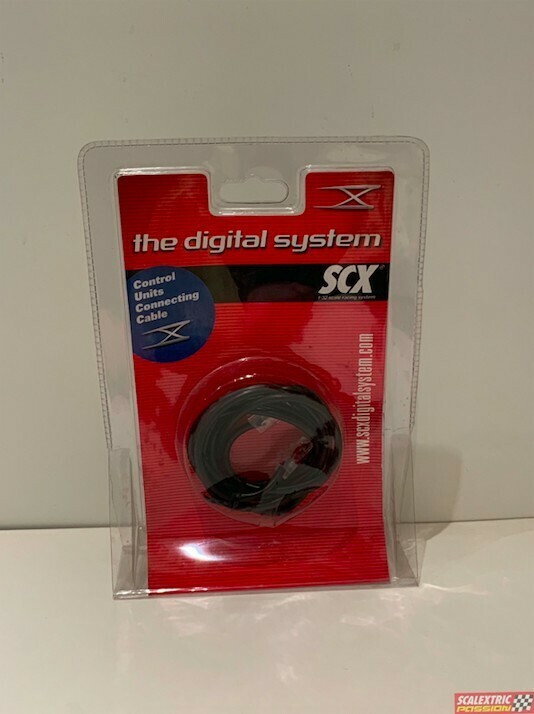 the digital system
SCX
1:32 scale racing system
Control
Units
Connecting
Cable
www.scxdigitalsystem.com
SCALEXTRIC
PASSION